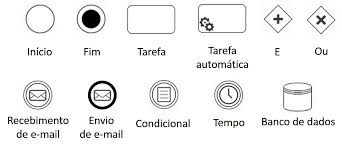 Início Fim Tarefa Tarefa automática E Ou
Recebimento de e-mail Envio de e-mail Condicional Tempo Banco de dados